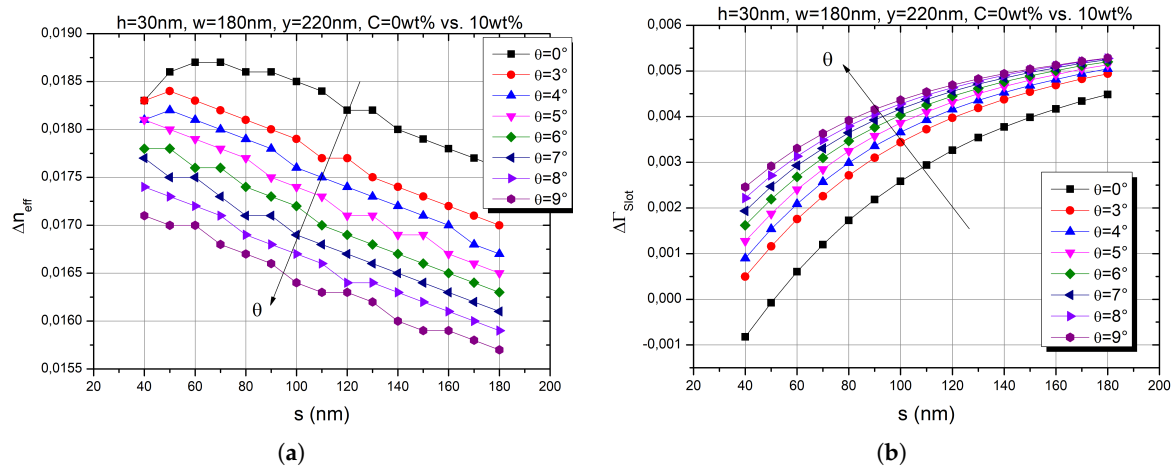 h=30nm, w=180nm, y=220nm, C=0wt% vs. 10wt%
0,0190
0,0185
0,0180
0,0175
0,0170
0,0165
0,0160
0,0155
Δn_eff
θ=0°
θ=3°
θ=4°
θ=5°
θ=6°
θ=7°
θ=8°
θ=9°
θ
20 40 60 80 100 120 140 160 180 200
s (nm)
(a)
h=30nm, w=180nm, y=220nm, C=0wt% vs. 10wt%
0,006
0,005
0,004
0,003
0,002
0,001
0,000
-0,001
ΔΓ_Slot
θ
θ=0°
θ=3°
θ=4°
θ=5°
θ=6°
θ=7°
θ=8°
θ=9°
20 40 60 80 100 120 140 160 180 200
s (nm)
(b)